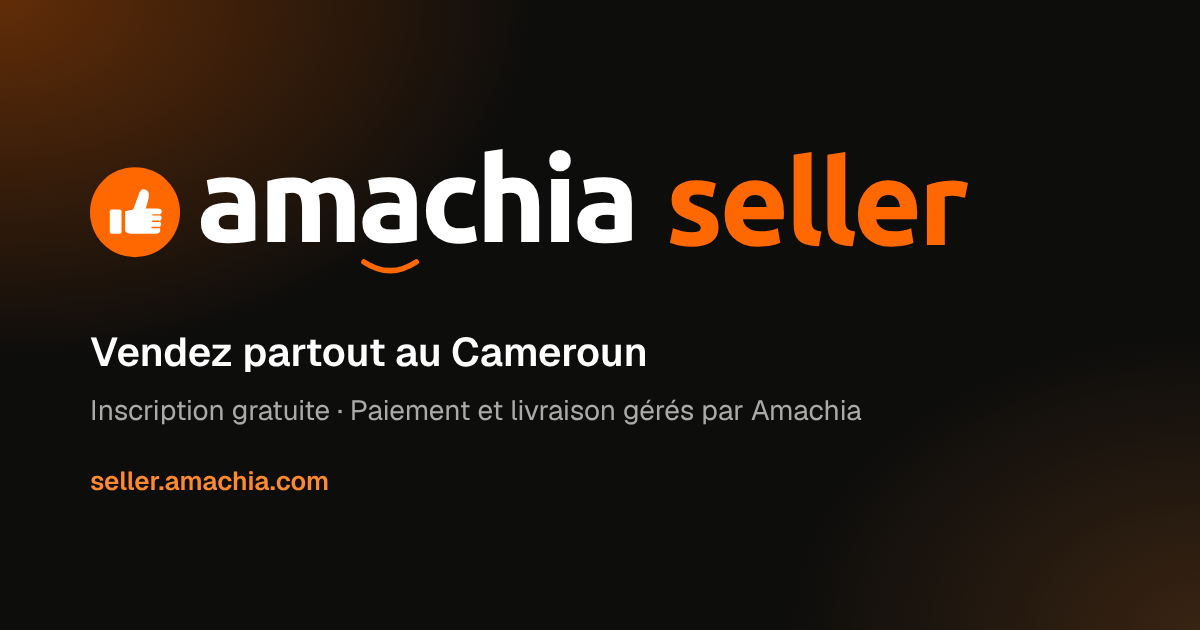 amachia seller
Vendez partout au Cameroun
Inscription gratuite · Paiement et livraison gérés par Amachia
seller.amachia.com